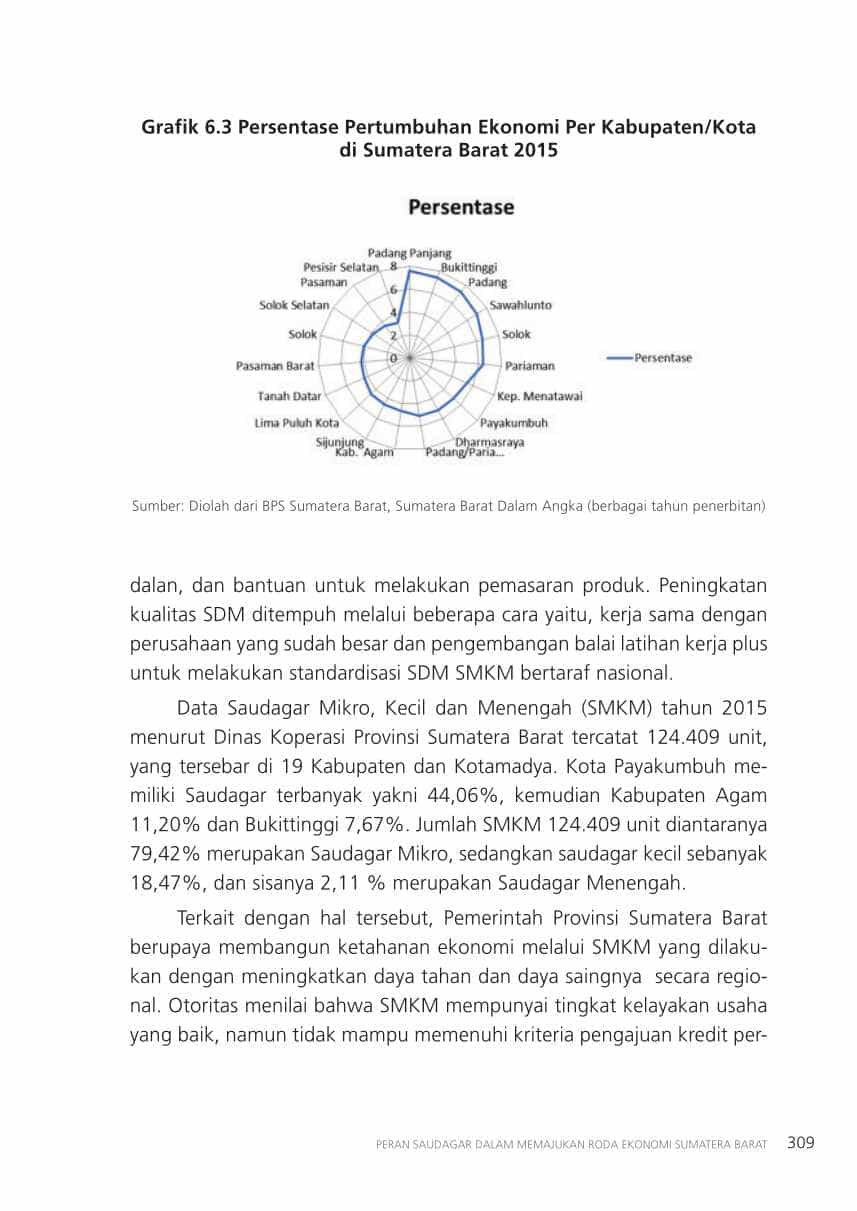 Grafik 6.3 Persentase Pertumbuhan Ekonomi Per Kabupaten/Kota
di Sumatera Barat 2015
Persentase
Padang Panjang
Bukittinggi
Padang
Sawahlunto
Solok
Pariaman
Kep. Menatawai
Payakumbuh
Dharmasraya
Padang/Paria...
Kab. Agam
Sijunjung
Lima Puluh Kota
Tanah Datar
Pasaman Barat
Solok
Solok Selatan
Pasaman
Pesisir Selatan
8
6
4
2
0
Persentase
Sumber: Diolah dari BPS Sumatera Barat, Sumatera Barat Dalam Angka (berbagai tahun penerbitan)
dalan, dan bantuan untuk melakukan pemasaran produk. Peningkatan
kualitas SDM ditempuh melalui beberapa cara yaitu, kerja sama dengan
perusahaan yang sudah besar dan pengembangan balai latihan kerja plus
untuk melakukan standardisasi SDM SMKM bertaraf nasional.
Data Saudagar Mikro, Kecil dan Menengah (SMKM) tahun 2015
menurut Dinas Koperasi Provinsi Sumatera Barat tercatat 124.409 unit,
yang tersebar di 19 Kabupaten dan Kotamadya. Kota Payakumbuh me-
miliki Saudagar terbanyak yakni 44,06%, kemudian Kabupaten Agam
11,20% dan Bukittinggi 7,67%. Jumlah SMKM 124.409 unit diantaranya
79,42% merupakan Saudagar Mikro, sedangkan saudagar kecil sebanyak
18,47%, dan sisanya 2,11 % merupakan Saudagar Menengah.
Terkait dengan hal tersebut, Pemerintah Provinsi Sumatera Barat
berupaya membangun ketahanan ekonomi melalui SMKM yang dilaku-
kan dengan meningkatkan daya tahan dan daya saingnya  secara regio-
nal. Otoritas menilai bahwa SMKM mempunyai tingkat kelayakan usaha
yang baik, namun tidak mampu memenuhi kriteria pengajuan kredit per-
PERAN SAUDAGAR DALAM MEMAJUKAN RODA EKONOMI SUMATERA BARAT 309